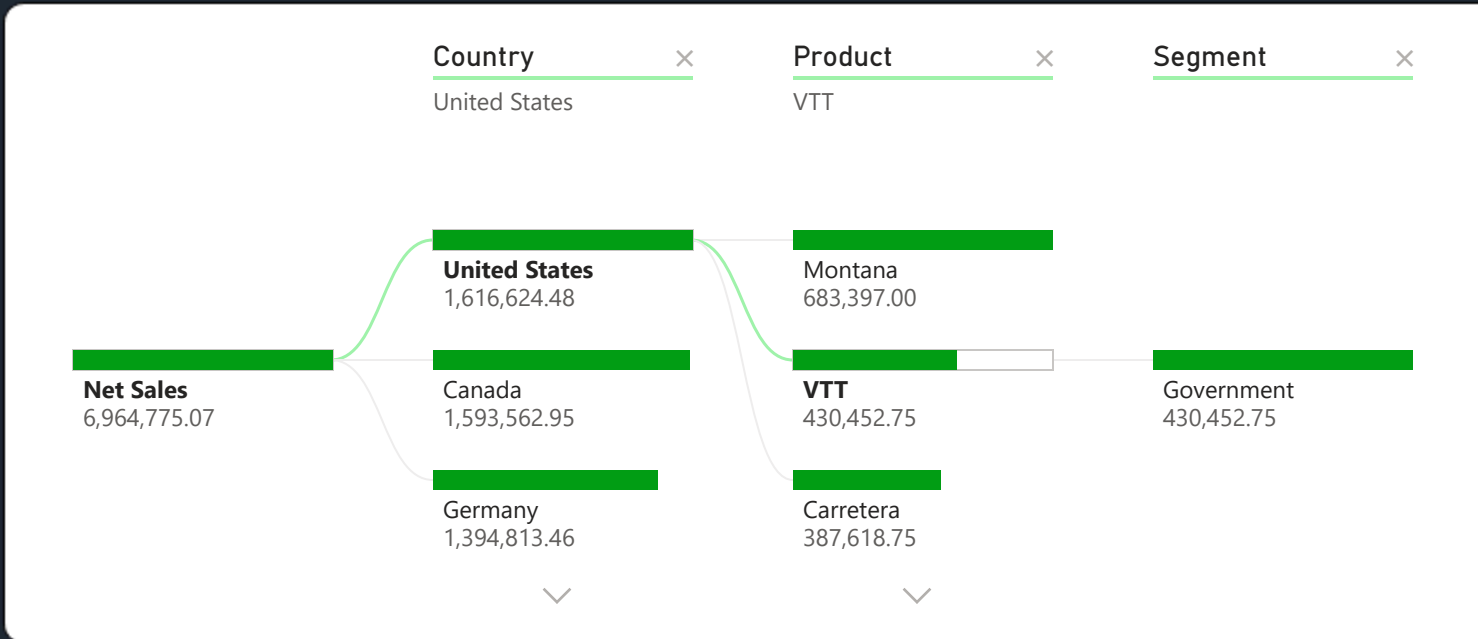 Country
Product
Segment
United States
VTT
United States
1,616,624.48
Montana
683,397.00
Net Sales
6,964,775.07
Canada
1,593,562.95
VTT
430,452.75
Government
430,452.75
Germany
1,394,813.46
Carretera
387,618.75